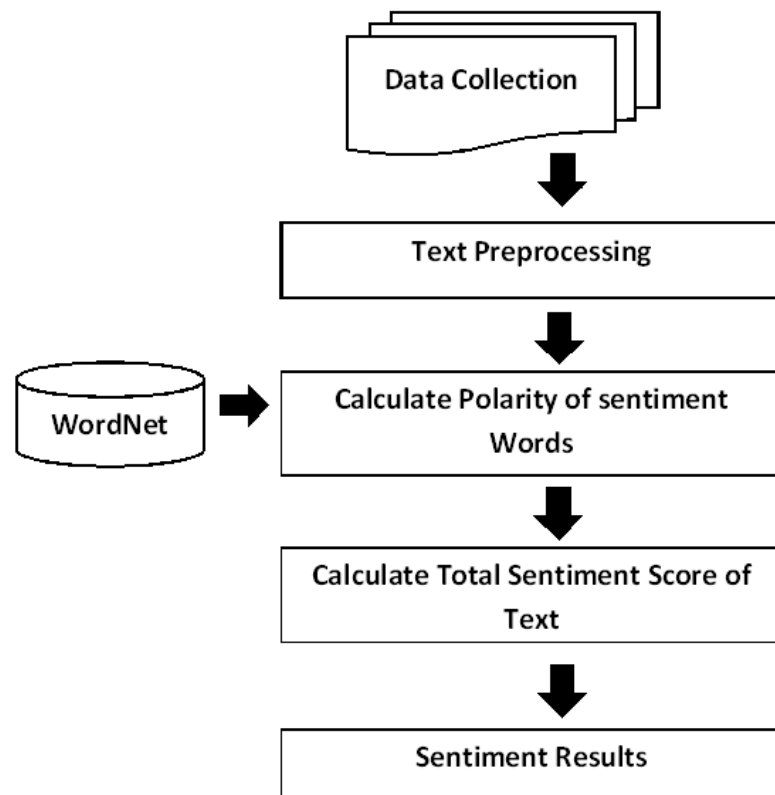 Data Collection
Text Preprocessing
WordNet
Calculate Polarity of sentiment
Words
Calculate Total Sentiment Score of
Text
Sentiment Results